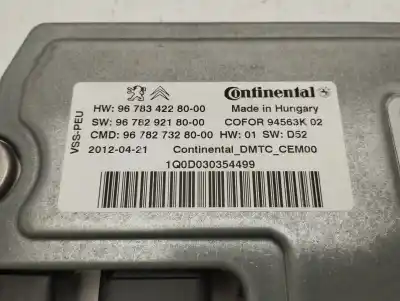 Continental
HW: 96 783 422 80-00 Made in Hungary
SW: 96 782 921 80-00 COFOR 94563K 02
CMD: 96 782 732 80-00 HW: 01 SW: D52
2012-04-21 Continental_DMTC_CEM00
1Q0D030354499
VSS-PEU